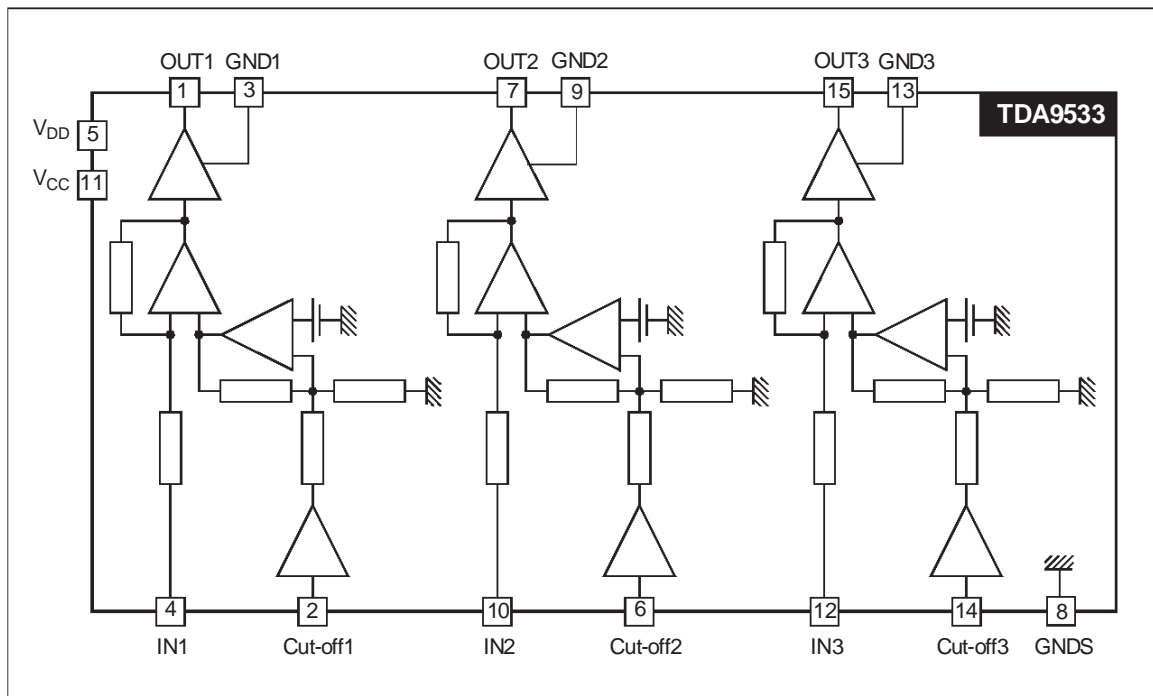 OUT1 GND1 OUT2 GND2 OUT3 GND3
1 3 7 9 15 13
TDA9533
VDD 5
VCC 11
4 2 10 6 12 14 8
IN1 Cut-off1 IN2 Cut-off2 IN3 Cut-off3 GNDS